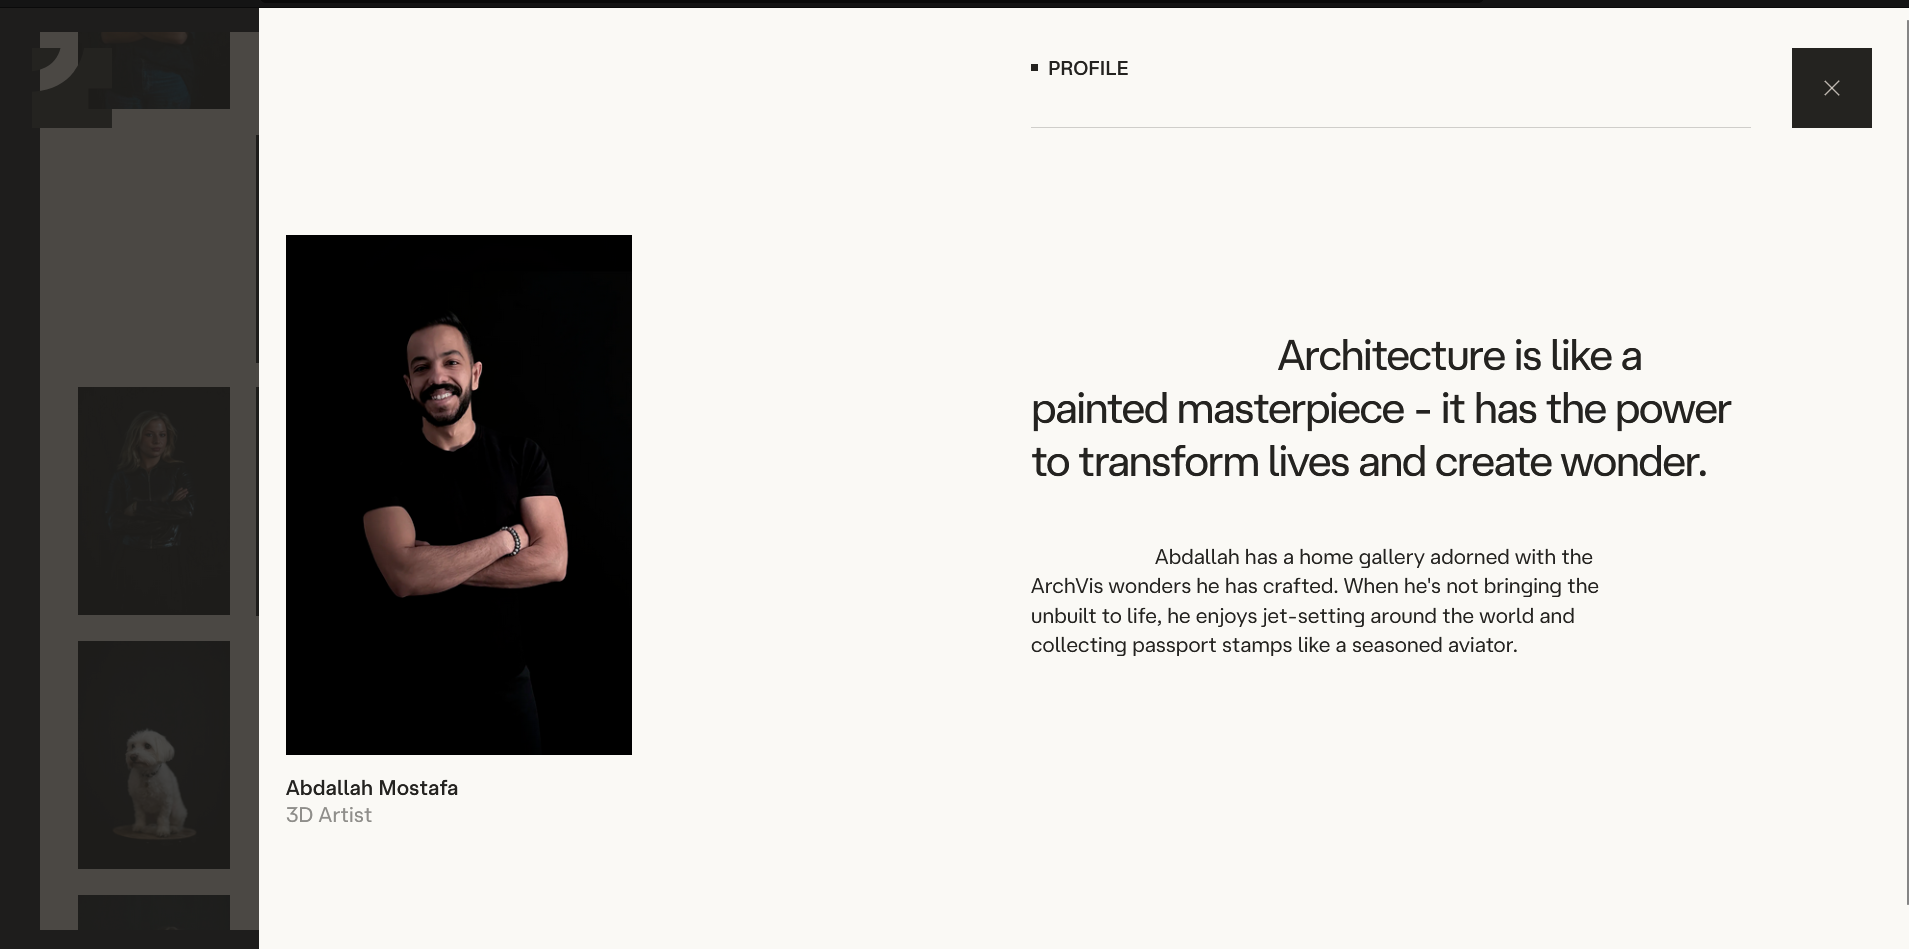 PROFILE
Architecture is like a
painted masterpiece - it has the power
to transform lives and create wonder.
Abdallah has a home gallery adorned with the
ArchVis wonders he has crafted. When he's not bringing the
unbuilt to life, he enjoys jet-setting around the world and
collecting passport stamps like a seasoned aviator.
Abdallah Mostafa
3D Artist